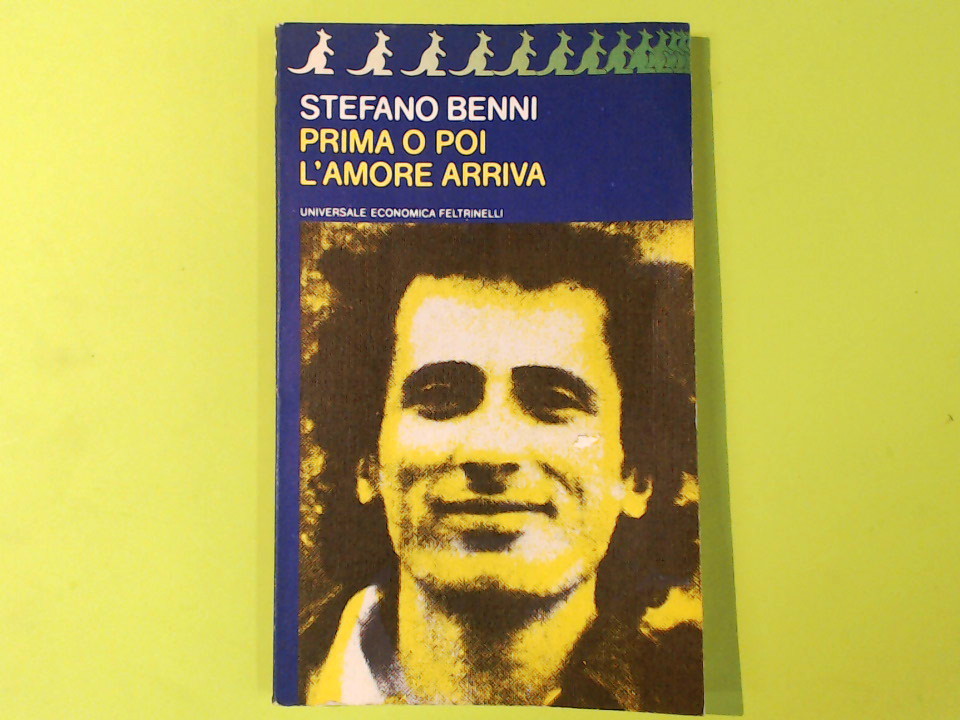 STEFANO BENNI
PRIMA O POI
L'AMORE ARRIVA
UNIVERSALE ECONOMICA FELTRINELLI